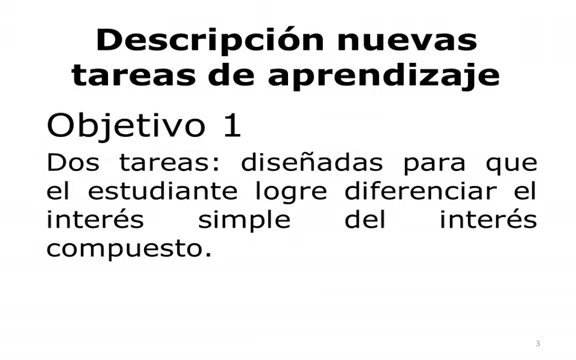 Descripción nuevas
tareas de aprendizaje
Objetivo 1
Dos tareas: diseñadas para que
el estudiante logre diferenciar el
interés simple del interés
compuesto.
3